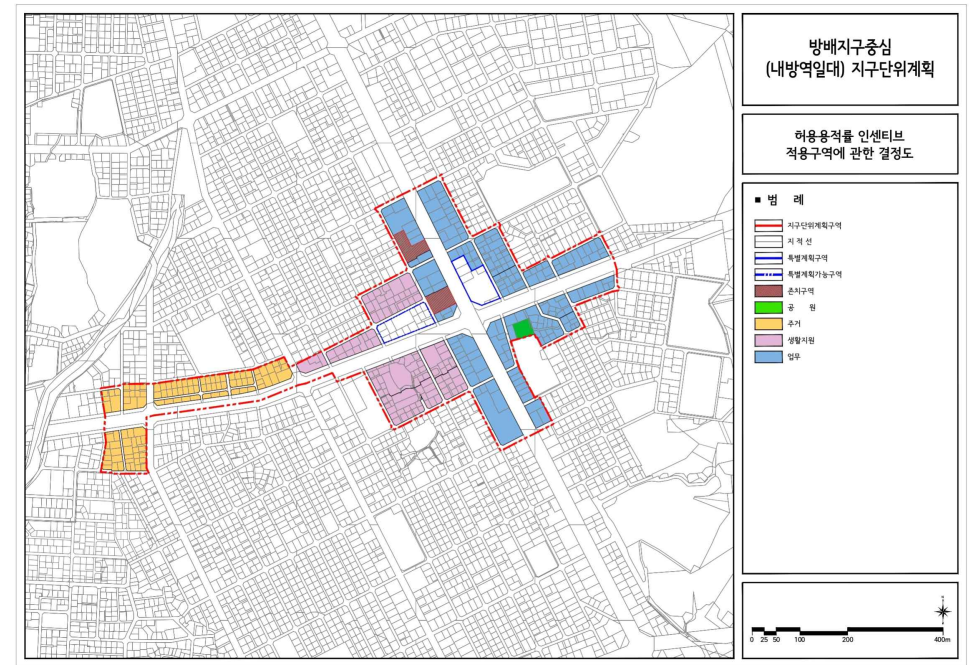 방배지구중심
(내방역일대) 지구단위계획
허용용적률 인센티브
적용구역에 관한 결정도
■ 범 례
지구단위계획구역
지 적 선
특별계획구역
특별계획가능구역
존치구역
공 원
주거
생활지원
업무
0 25 50 100 200 400m